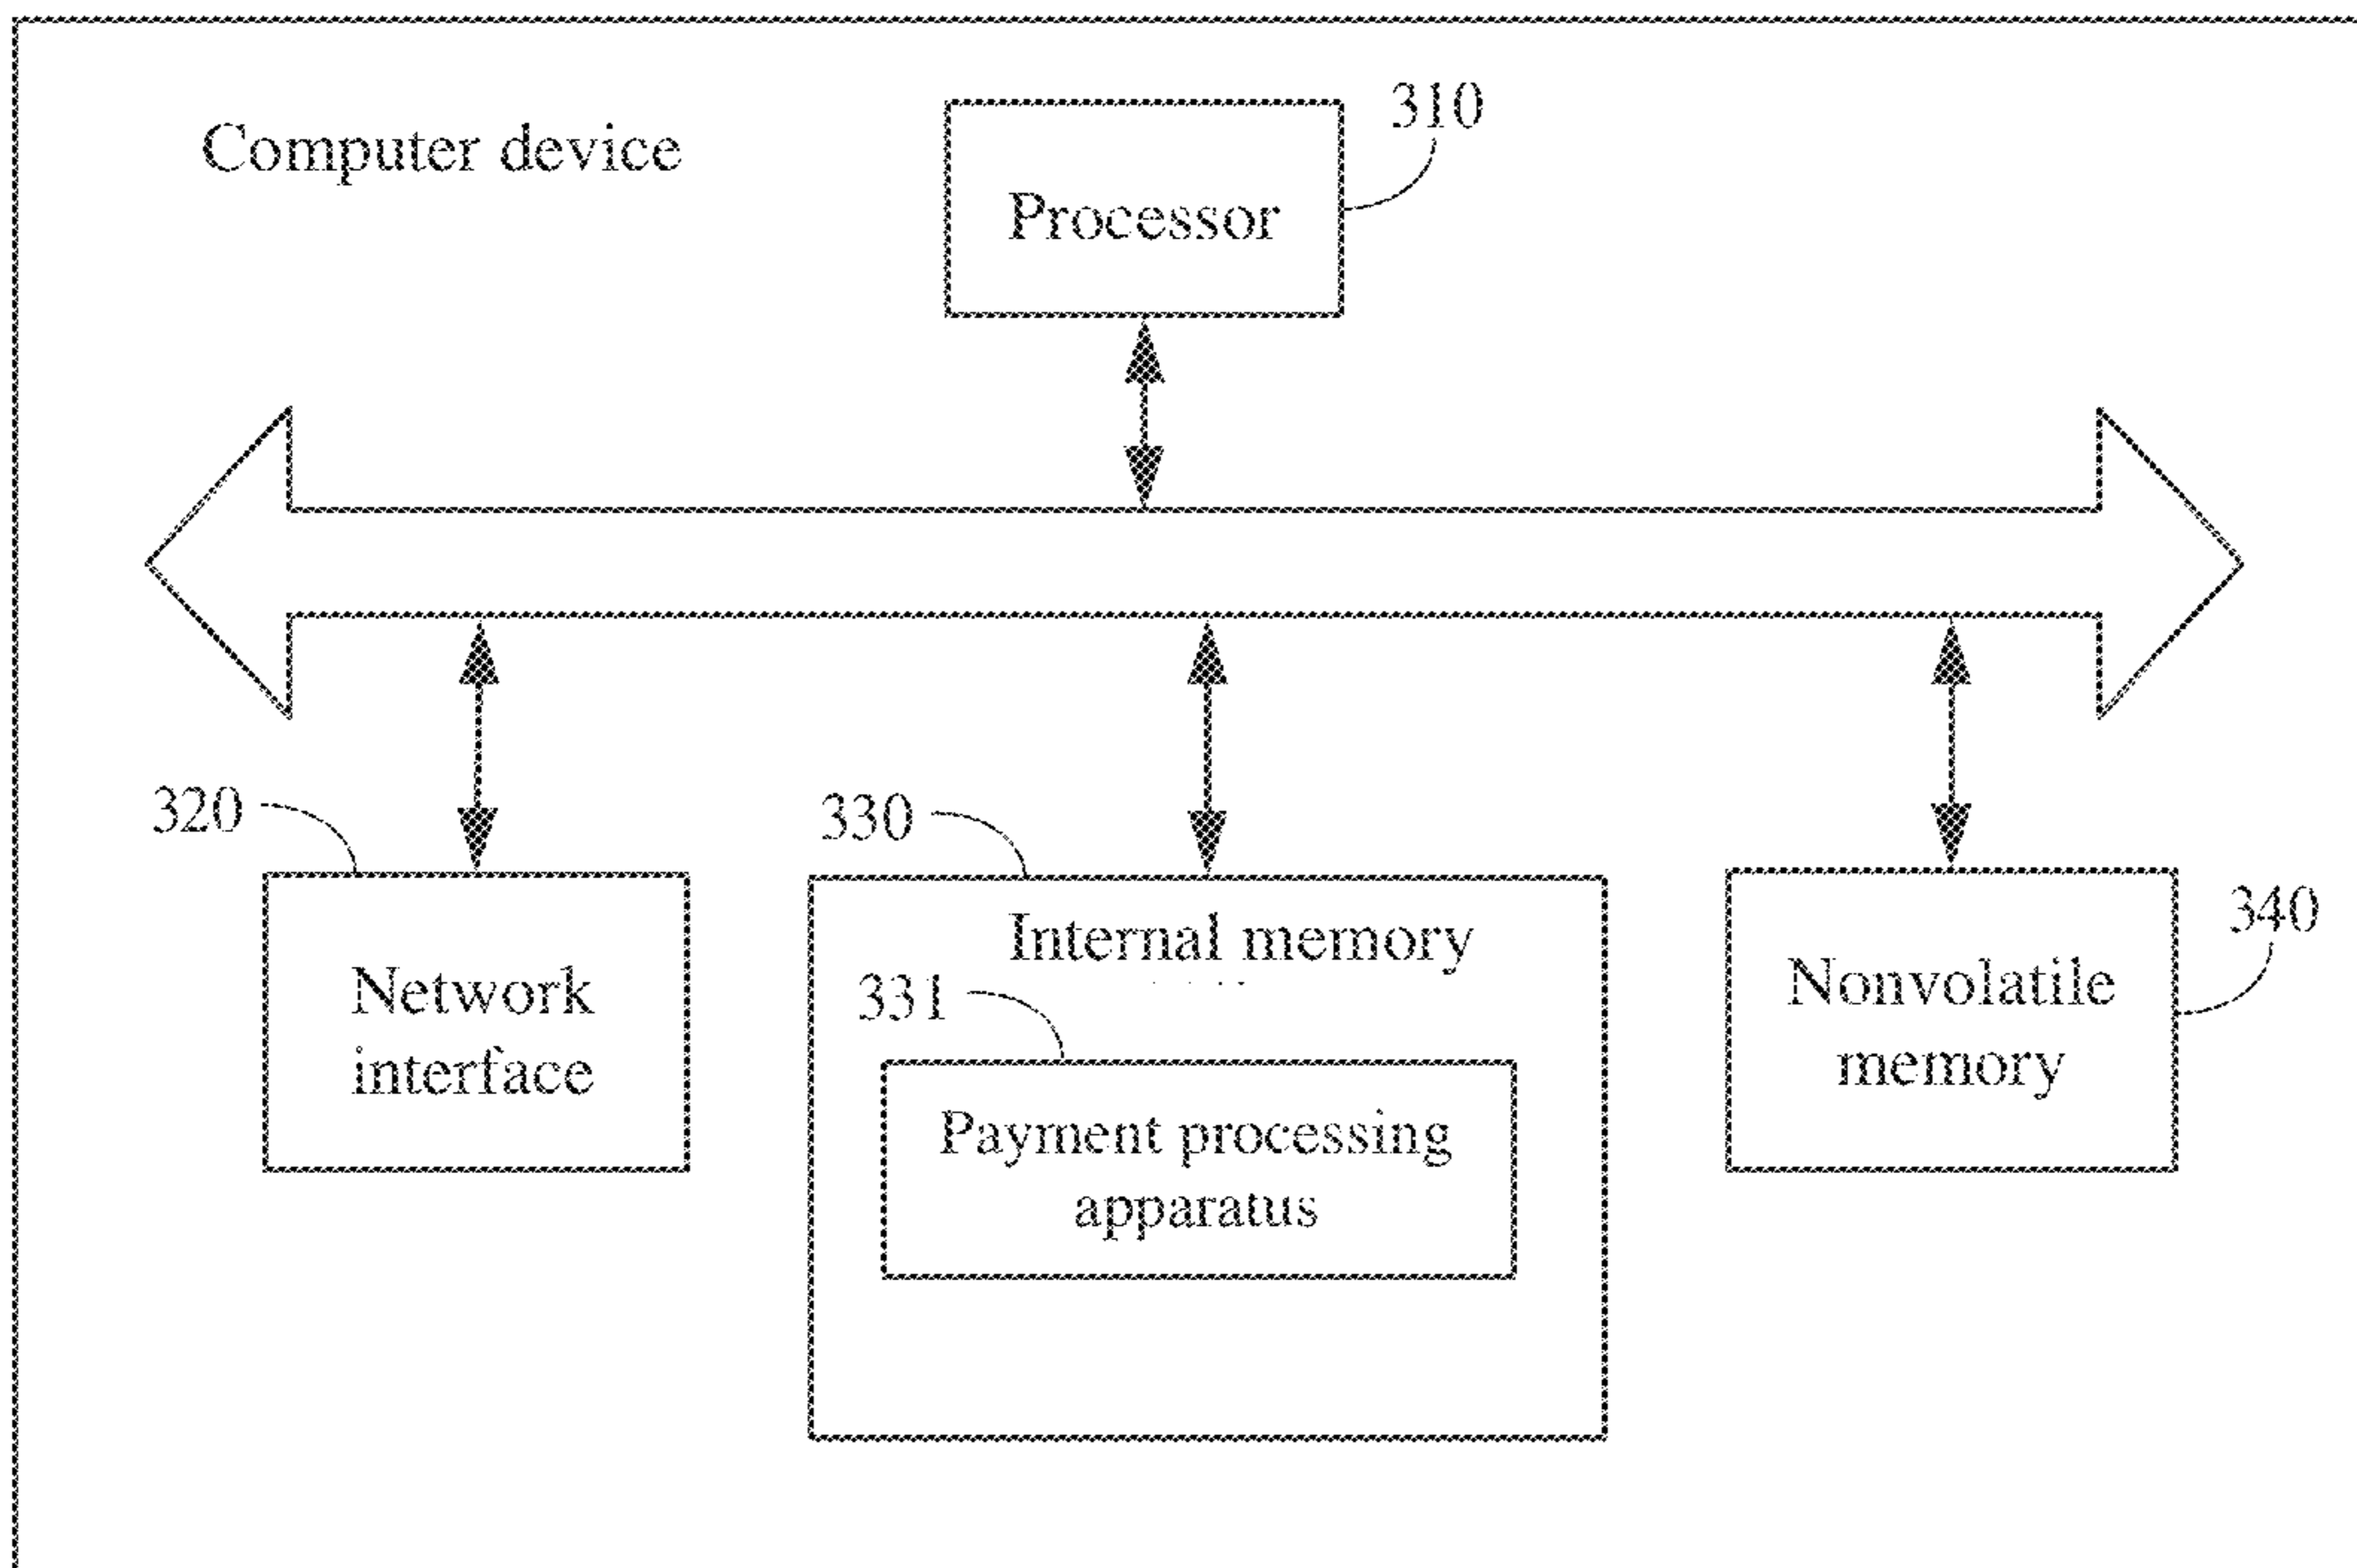 Computer device
310
Processor
320
330
340
Internal memory
331
Network
interface
Payment processing
apparatus
Nonvolatile
memory